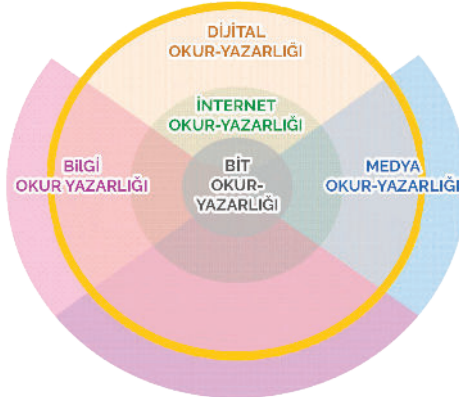 DİJİTAL
OKUR-YAZARLIĞI
İNTERNET
OKUR-YAZARLIĞI
BİLGİ
OKUR YAZARLIĞI
BİT
OKUR-
YAZARLIĞI
MEDYA
OKUR-YAZARLIĞI